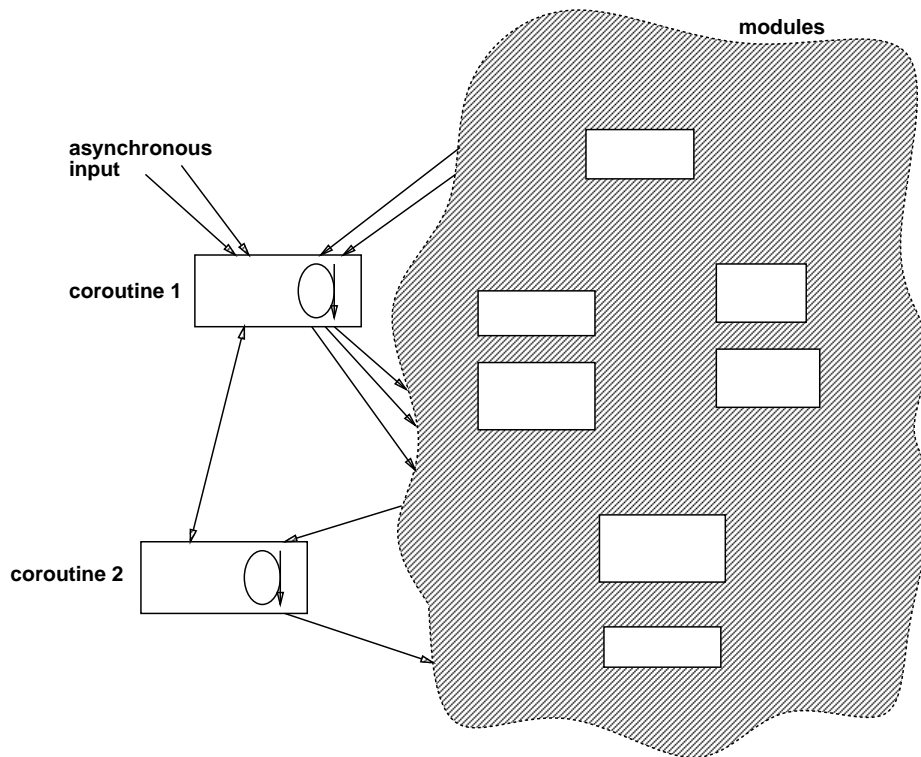 modules
asynchronous
input
coroutine 1
coroutine 2